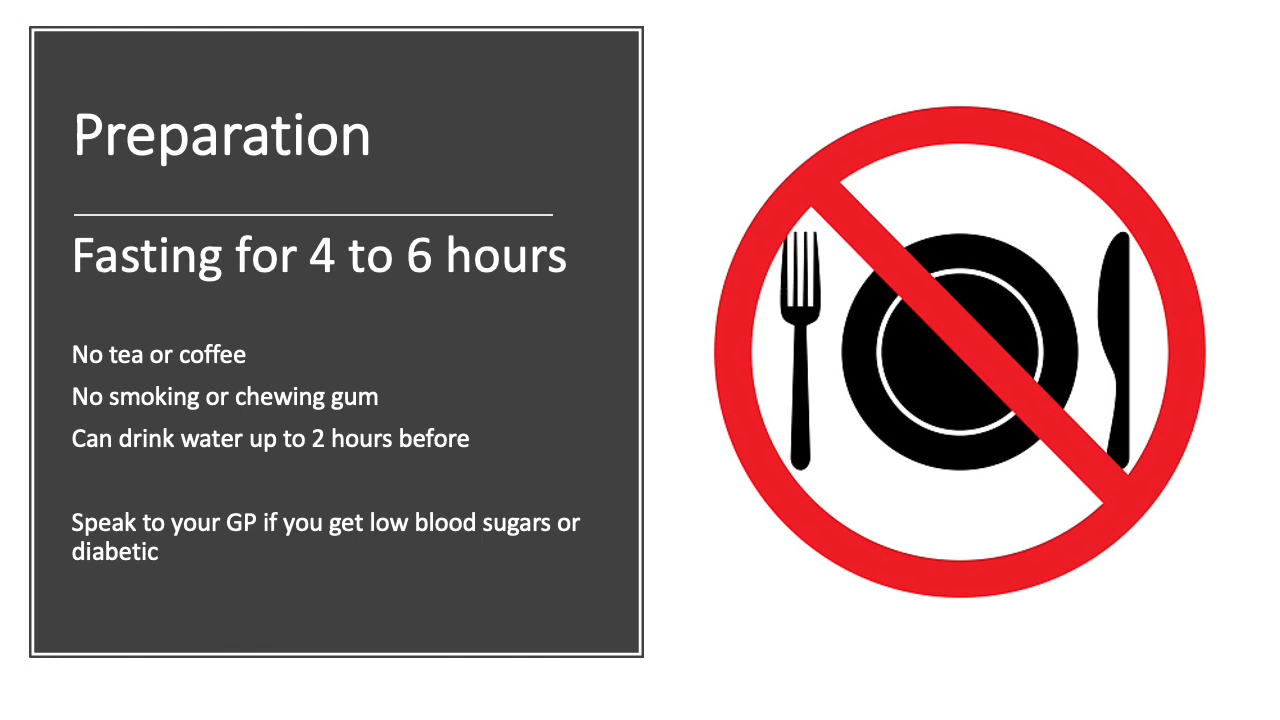 Preparation
Fasting for 4 to 6 hours
No tea or coffee
No smoking or chewing gum
Can drink water up to 2 hours before
Speak to your GP if you get low blood sugars or
diabetic